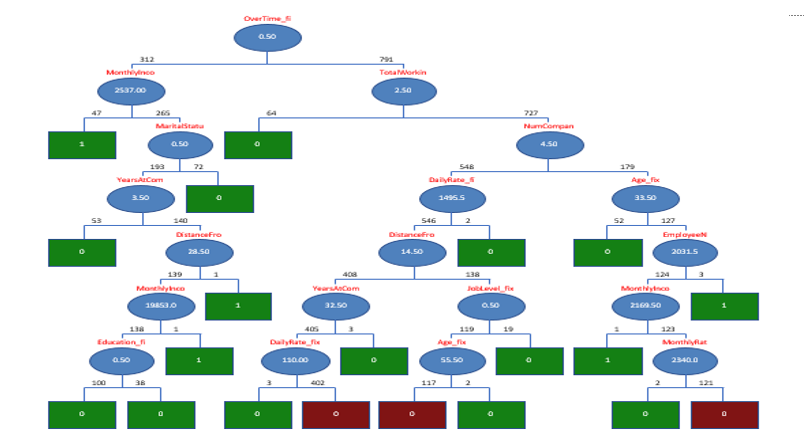 OverTime_fi
0.50
312 791
MonthlyInco TotalWorkin
2537.00 2.50
47 265 64 727
MaritalStatu NumCompan
1 0.50 0 4.50
193 72 548 179
YearsAtCom DailyRate_fi Age_fix
3.50 0 1495.5 33.50
53 140 546 2 52 127
DistanceFro DistanceFro EmployeeN
0 28.50 14.50 0 0 2031.5
139 1 408 138 124 3
MonthlyInco YearsAtCom JobLevel_fix MonthlyInco
19853.0 1 32.50 0.50 2169.50 1
138 1 405 3 119 19 1 123
Education_fi DailyRate_fix Age_fix MonthlyRat
0.50 1 110.00 0 55.50 0 1 2340.0
100 38 3 402 117 2 2 121
0 0 0 0 0 0 0 0